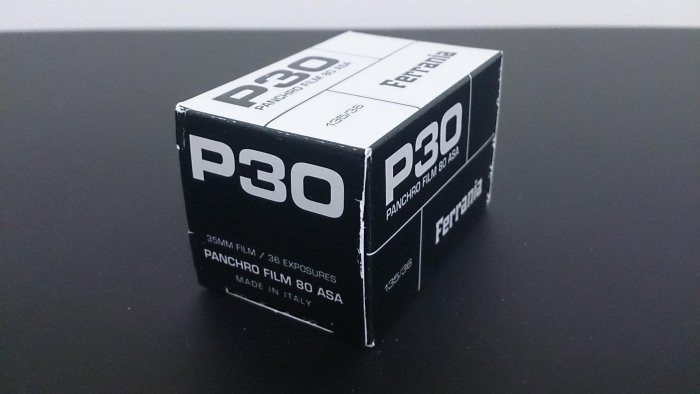 P30
PANCHRO FILM 80 ASA
Ferrania
135/36
P30
35MM FILM / 36 EXPOSURES
PANCHRO FILM 80 ASA
MADE IN ITALY
P30
PANCHRO FILM 80 ASA
Ferrania
135/36